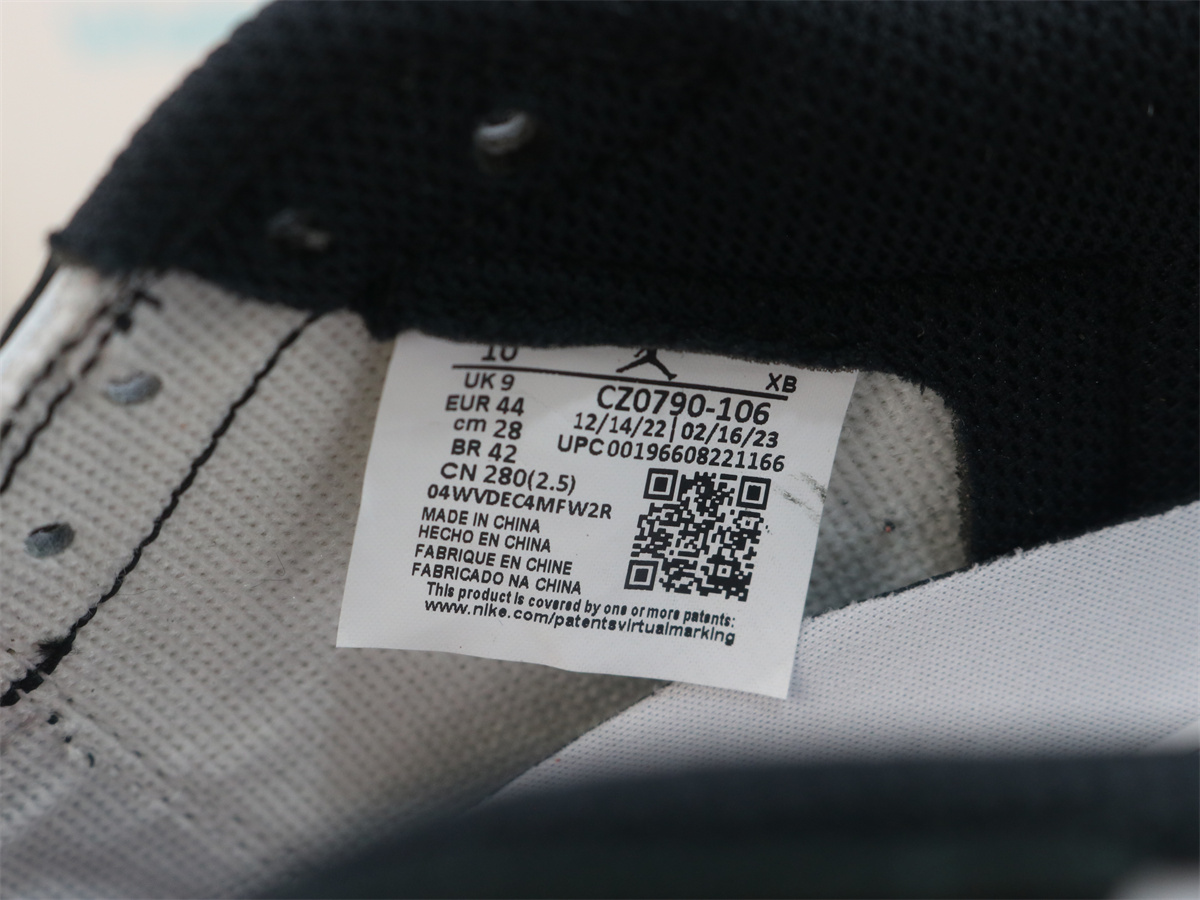 10
XB
UK 9
EUR 44
cm 28
BR 42
CN 280(2.5)
04WVDEC4MFW2R
CZ0790-106
12/14/22|02/16/23
UPC00196608221166
MADE IN CHINA
HECHO EN CHINA
FABRIQUE EN CHINE
FABRICADO NA CHINA
This product is covered by one or more patents:
www.nike.com/patentsvirtualmarking